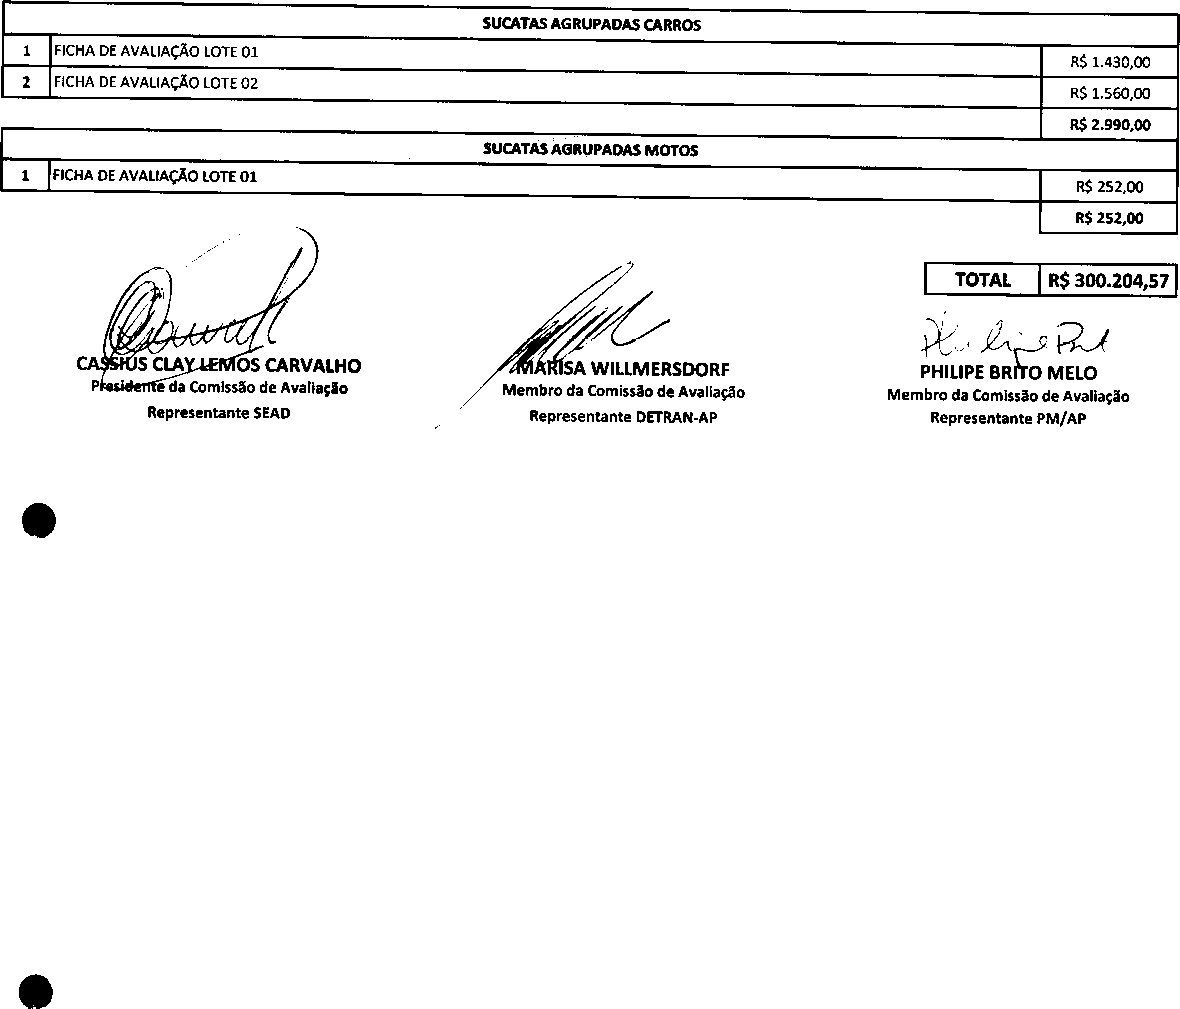 SUCATAS AGRUPADAS CARROS
1 FICHA DE AVALIAÇÃO LOTE 01 R$ 1.430,00
2 FICHA DE AVALIAÇÃO LOTE 02 R$ 1.560,00
R$ 2.990,00
SUCATAS AGRUPADAS MOTOS
1 FICHA DE AVALIAÇÃO LOTE 01 R$ 252,00
R$ 252,00
TOTAL R$ 300.204,57
CASSIUS CLAY LEMOS CARVALHO
Presidente da Comissão de Avaliação
Representante SEAD
MARISA WILLMERSDORF
Membro da Comissão de Avaliação
Representante DETRAN-AP
PHILIPE BRITO MELO
Membro da Comissão de Avaliação
Representante PM/AP